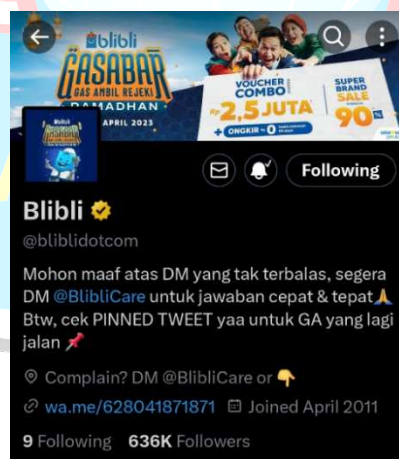 blibli
GASABAR
GAS AMBIL REJEKI
RAMADHAN
APRIL 2023
VOUCHER
COMBO
Rp 2,5 JUTA
+ ONGKIR Rp 0
SUPER
BRAND
SALE
90%
Following
Blibli
@bliblidotcom
Mohon maaf atas DM yang tak terbalas, segera
DM @BlibliCare untuk jawaban cepat & tepat🙏
Btw, cek PINNED TWEET yaa untuk GA yang lagi
jalan 📌
Complain? DM @BlibliCare or 👇
wa.me/628041871871 Joined April 2011
9 Following 636K Followers